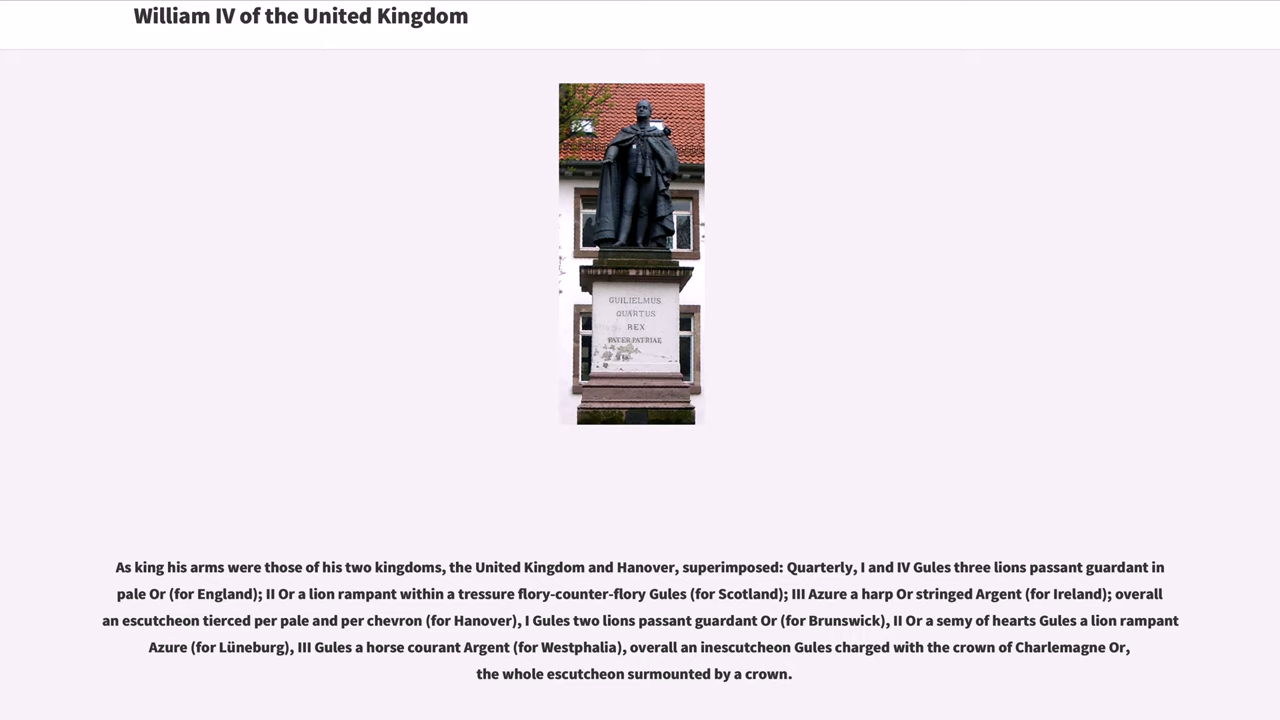 William IV of the United Kingdom
GUILIELMUS
QUARTUS
REX
PATER PATRIAE
As king his arms were those of his two kingdoms, the United Kingdom and Hanover, superimposed: Quarterly, I and IV Gules three lions passant guardant in
pale Or (for England); II Or a lion rampant within a tressure flory-counter-flory Gules (for Scotland); III Azure a harp Or stringed Argent (for Ireland); overall
an escutcheon tierced per pale and per chevron (for Hanover), I Gules two lions passant guardant Or (for Brunswick), II Or a semy of hearts Gules a lion rampant
Azure (for Lüneburg), III Gules a horse courant Argent (for Westphalia), overall an inescutcheon Gules charged with the crown of Charlemagne Or,
the whole escutcheon surmounted by a crown.